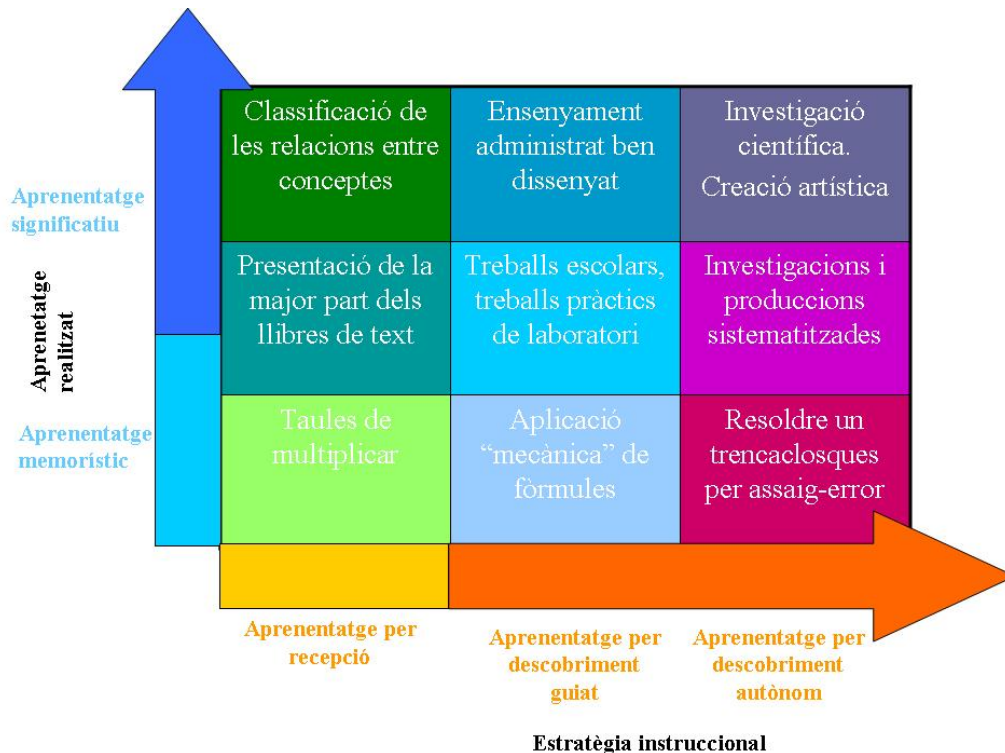 Classificació de
les relacions entre
conceptes
Ensenyament
administrat ben
dissenyat
Investigació
científica.
Creació artística
Aprenentatge
significatiu
Presentació de la
major part dels
llibres de text
Treballs escolars,
treballs pràctics
de laboratori
Investigacions i
produccions
sistematitzades
Aprenetatge
realitzat
Aprenentatge
memorístic
Taules de
multiplicar
Aplicació
“mecànica” de
fòrmules
Resoldre un
trencaclosques
per assaig-error
Aprenentatge per
recepció
Aprenentatge per
descobriment
guiat
Aprenentatge per
descobriment
autònom
Estratègia instruccional